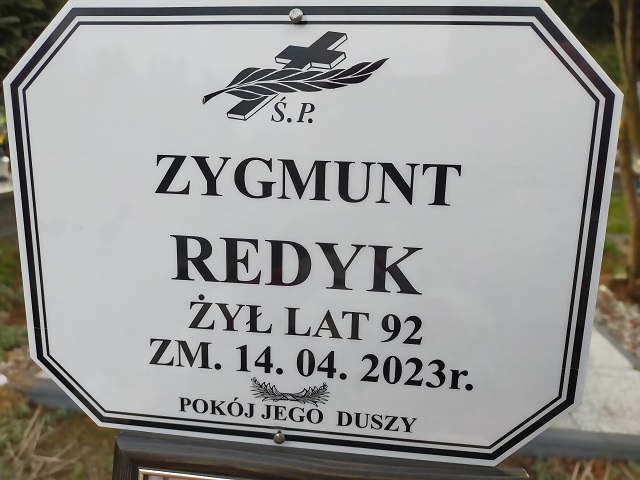 Ś.P.
ZYGMUNT
REDYK
ŻYŁ LAT 92
ZM. 14. 04. 2023r.
POKÓJ JEGO DUSZY